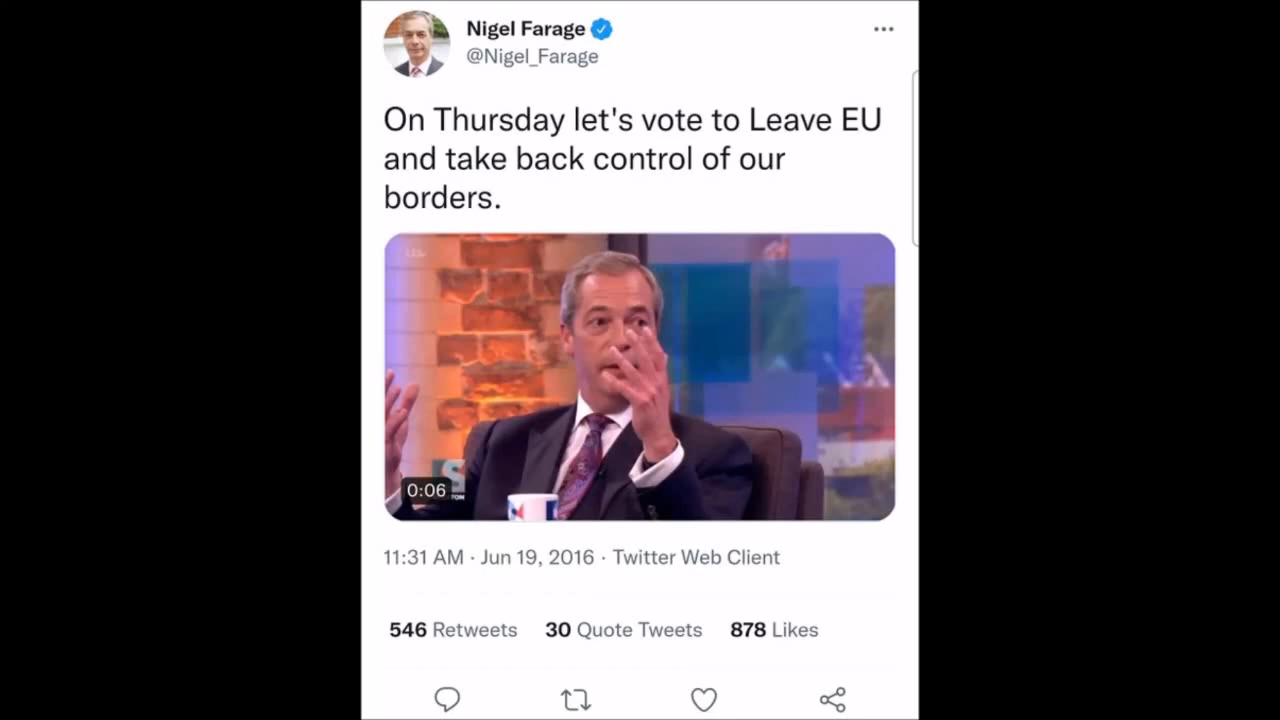 Nigel Farage
@Nigel_Farage
On Thursday let's vote to Leave EU
and take back control of our
borders.
0:06
11:31 AM · Jun 19, 2016 · Twitter Web Client
546 Retweets 30 Quote Tweets 878 Likes